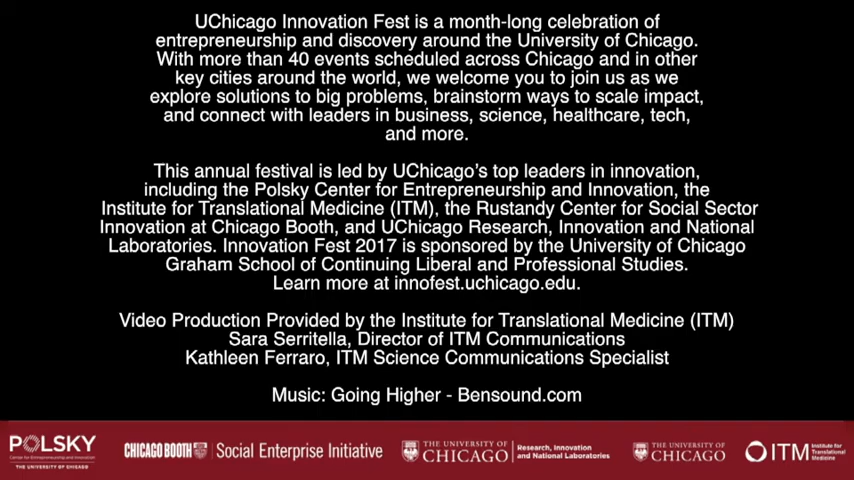 UChicago Innovation Fest is a month-long celebration of
entrepreneurship and discovery around the University of Chicago.
With more than 40 events scheduled across Chicago and in other
key cities around the world, we welcome you to join us as we
explore solutions to big problems, brainstorm ways to scale impact,
and connect with leaders in business, science, healthcare, tech,
and more.
This annual festival is led by UChicago's top leaders in innovation,
including the Polsky Center for Entrepreneurship and Innovation, the
Institute for Translational Medicine (ITM), the Rustandy Center for Social Sector
Innovation at Chicago Booth, and UChicago Research, Innovation and National
Laboratories. Innovation Fest 2017 is sponsored by the University of Chicago
Graham School of Continuing Liberal and Professional Studies.
Learn more at innofest.uchicago.edu.
Video Production Provided by the Institute for Translational Medicine (ITM)
Sara Serritella, Director of ITM Communications
Kathleen Ferraro, ITM Science Communications Specialist
Music: Going Higher - Bensound.com
POLSKY
Center for Entrepreneurship and Innovation
THE UNIVERSITY OF CHICAGO
CHICAGO BOOTH
Social Enterprise Initiative
THE UNIVERSITY OF
CHICAGO
Research, Innovation
and National Laboratories
THE UNIVERSITY OF
CHICAGO
ITM
Institute for
Translational
Medicine